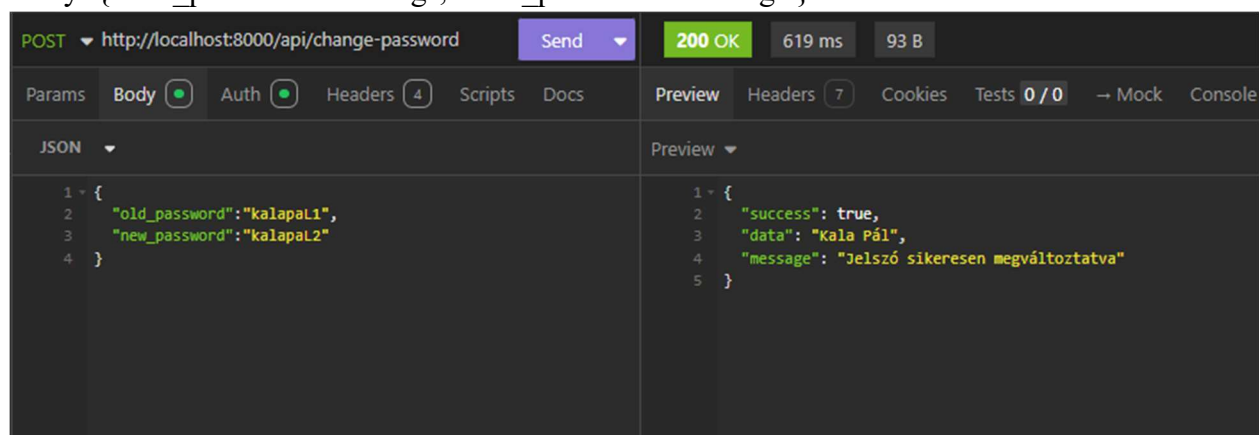 POST http://localhost:8000/api/change-password Send 200 OK 619 ms 93 B
Params Body Auth Headers 4 Scripts Docs Preview Headers 7 Cookies Tests 0 / 0 → Mock Console
JSON Preview
1 {
2 "old_password":"kalapaL1",
3 "new_password":"kalapaL2"
4 }
1 {
2 "success": true,
3 "data": "Kala Pál",
4 "message": "Jelszó sikeresen megváltoztatva"
5 }